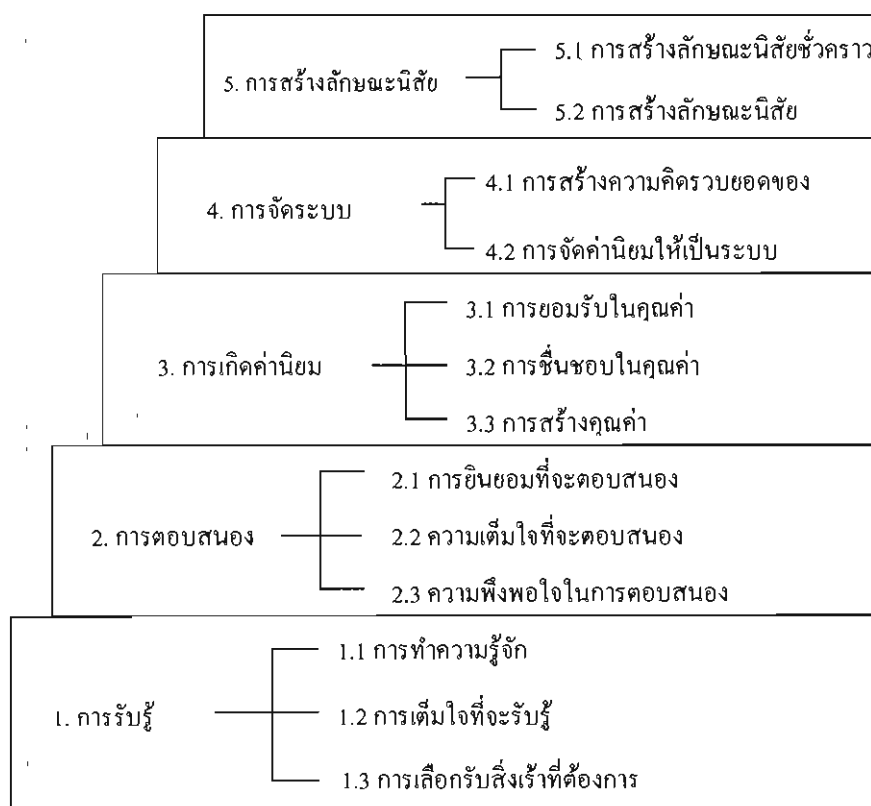 5. การสร้างลักษณะนิสัย
5.1 การสร้างลักษณะนิสัยชั่วคราว
5.2 การสร้างลักษณะนิสัย
4. การจัดระบบ
4.1 การสร้างความคิดรวบยอดของ
4.2 การจัดค่านิยมให้เป็นระบบ
3. การเกิดค่านิยม
3.1 การยอมรับในคุณค่า
3.2 การชื่นชอบในคุณค่า
3.3 การสร้างคุณค่า
2. การตอบสนอง
2.1 การยินยอมที่จะตอบสนอง
2.2 ความเต็มใจที่จะตอบสนอง
2.3 ความพึงพอใจในการตอบสนอง
1. การรับรู้
1.1 การทำความรู้จัก
1.2 การเต็มใจที่จะรับรู้
1.3 การเลือกรับสิ่งเร้าที่ต้องการ